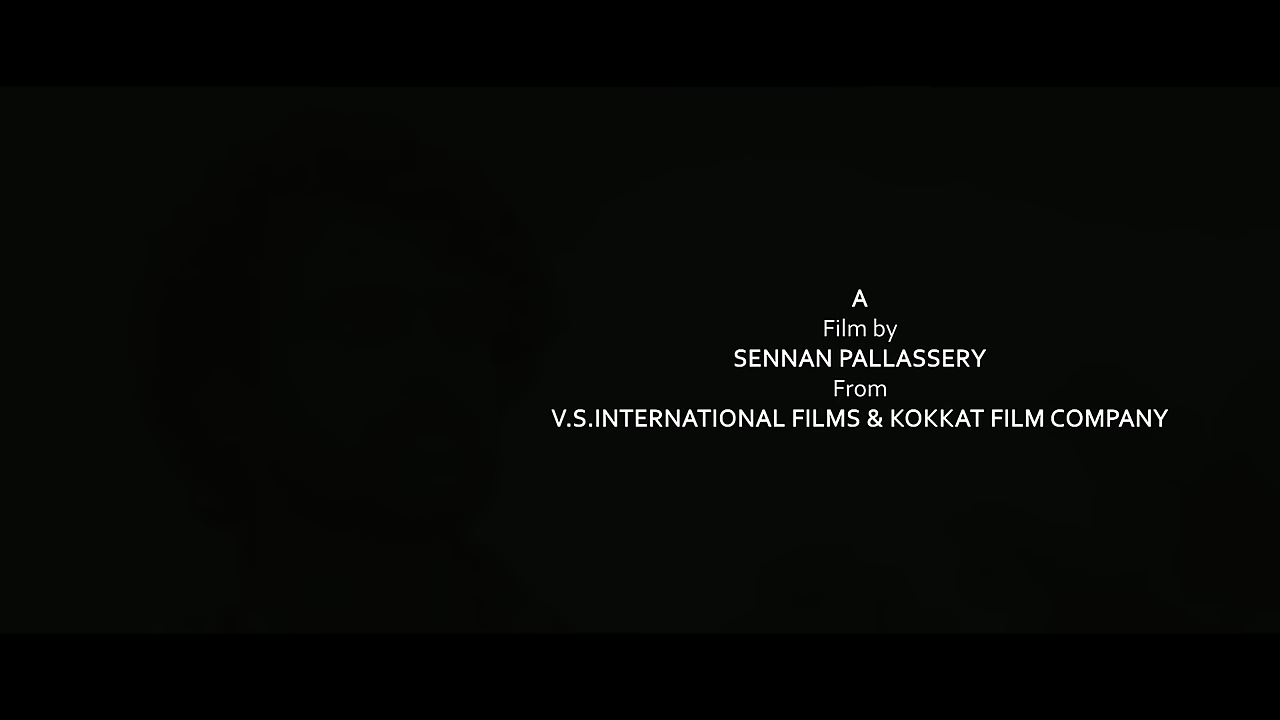 A
Film by
SENNAN PALLASSERY
From
V.S.INTERNATIONAL FILMS & KOKKAT FILM COMPANY